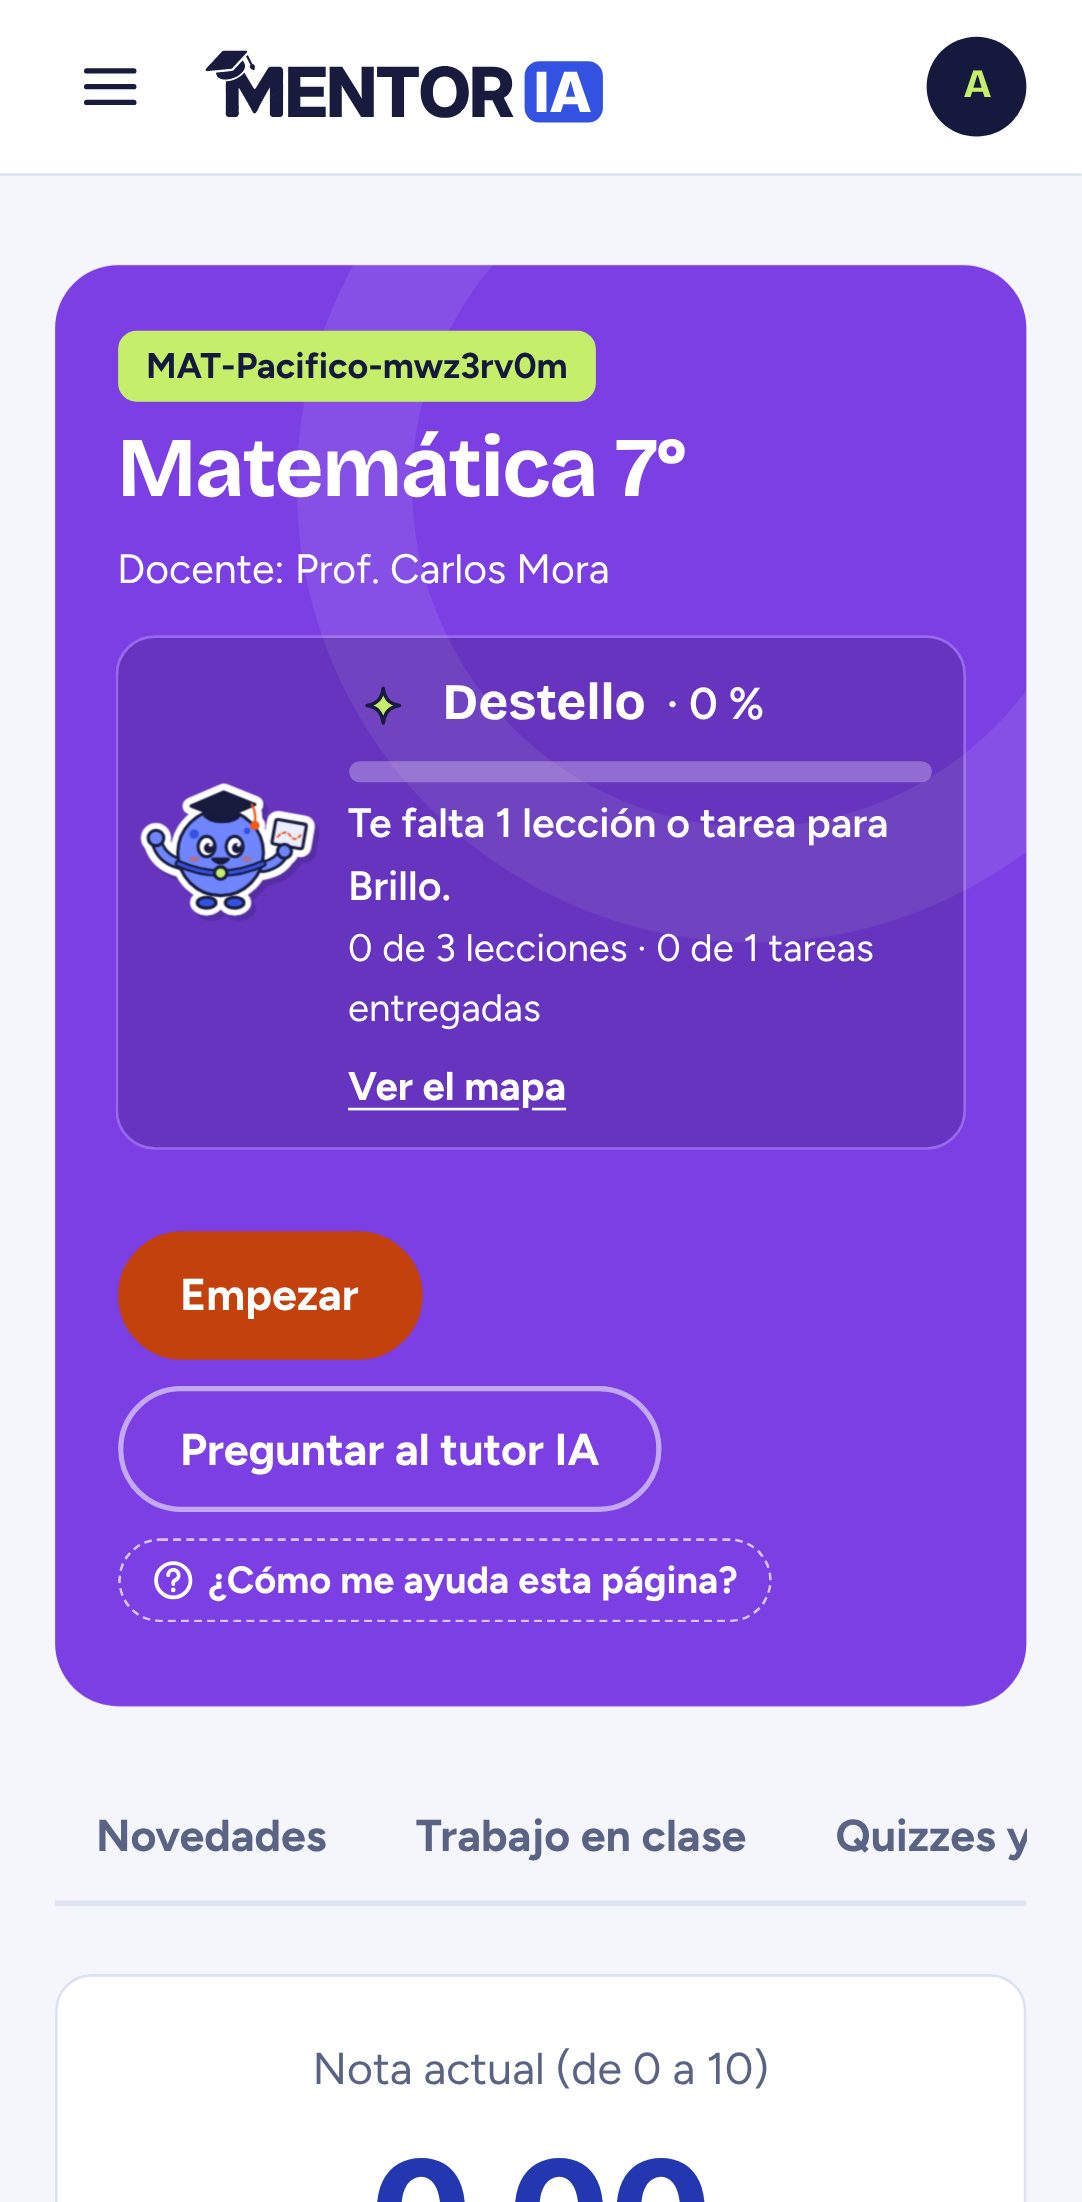 MENTOR IA
A
MAT-Pacifico-mwz3rv0m
Matemática 7°
Docente: Prof. Carlos Mora
Destello · 0 %
Te falta 1 lección o tarea para
Brillo.
0 de 3 lecciones · 0 de 1 tareas
entregadas
Ver el mapa
Empezar
Preguntar al tutor IA
¿Cómo me ayuda esta página?
Novedades Trabajo en clase Quizzes y
Nota actual (de 0 a 10)